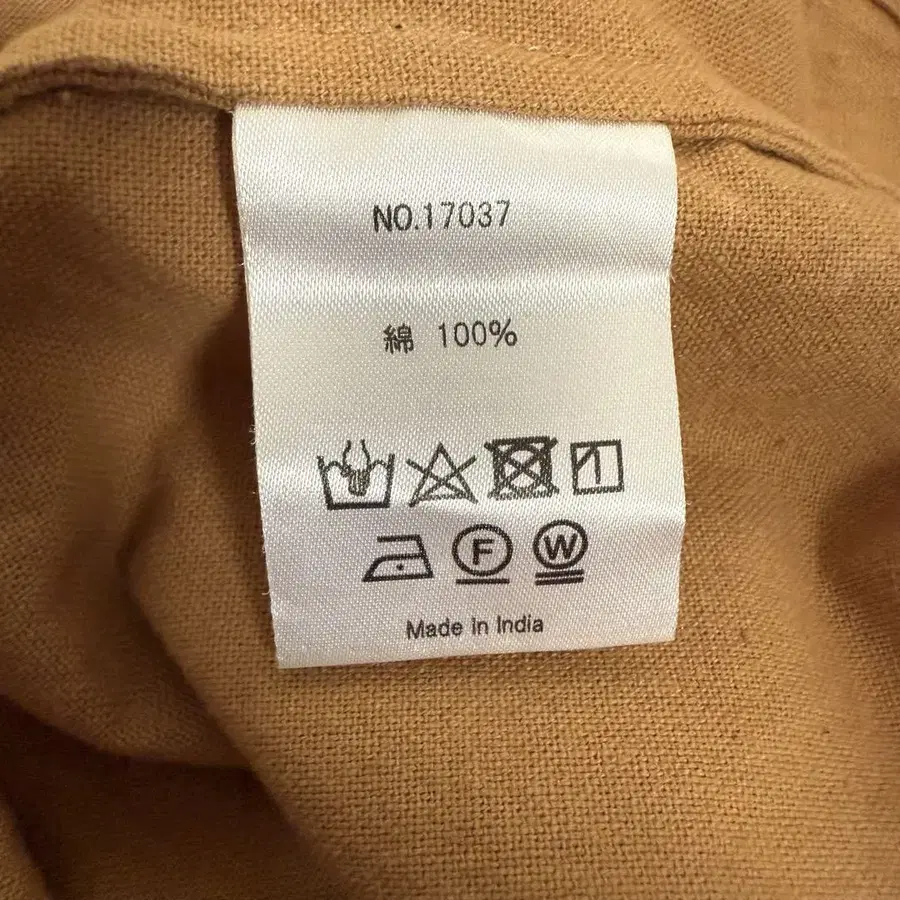 NO.17037
綿 100%
F W
Made in India